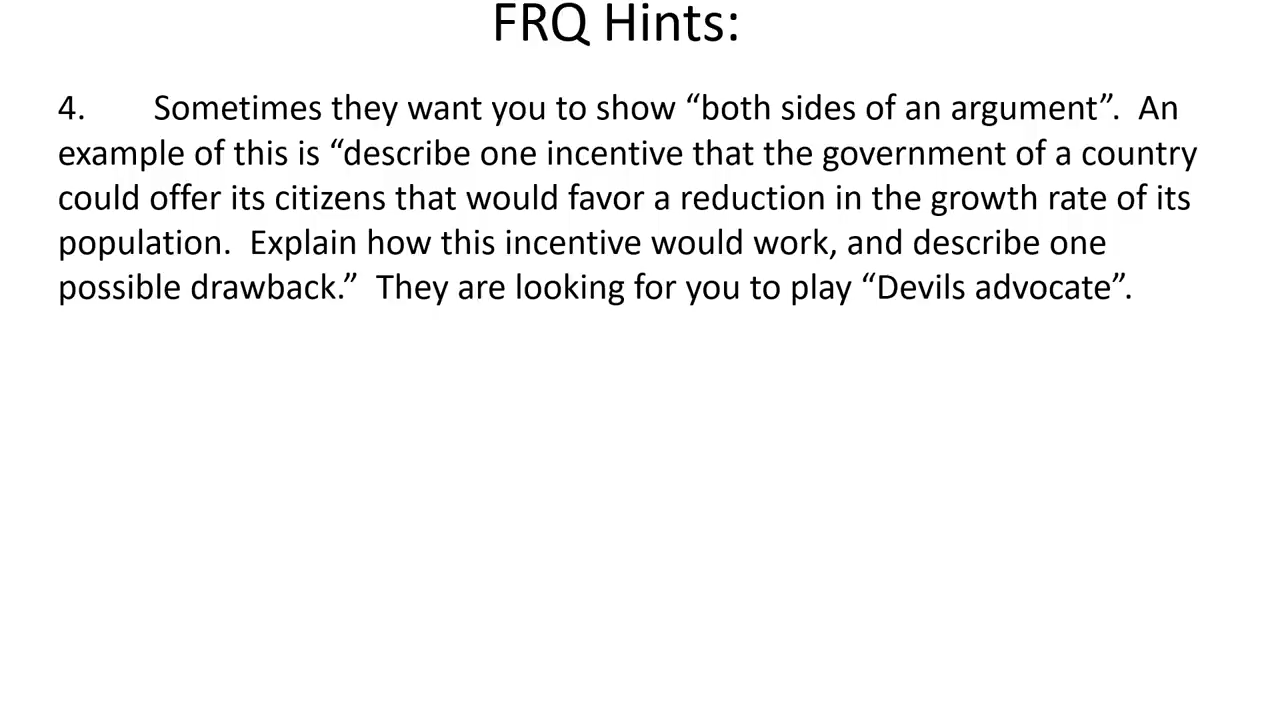 FRQ Hints:
4. Sometimes they want you to show “both sides of an argument”. An
example of this is “describe one incentive that the government of a country
could offer its citizens that would favor a reduction in the growth rate of its
population. Explain how this incentive would work, and describe one
possible drawback.” They are looking for you to play “Devils advocate”.